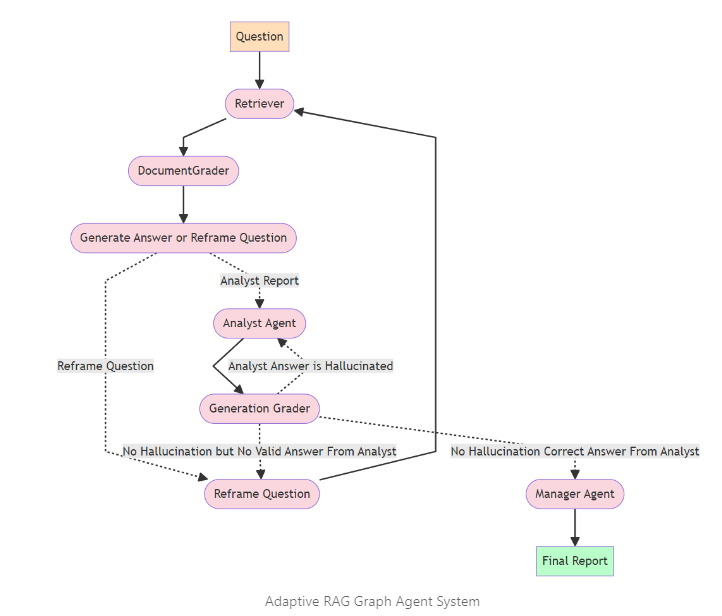 Question
Retriever
DocumentGrader
Generate Answer or Reframe Question
Analyst Report
Analyst Agent
Reframe Question
Analyst Answer is Hallucinated
Generation Grader
No Hallucination but No Valid Answer From Analyst
No Hallucination Correct Answer From Analyst
Reframe Question
Manager Agent
Final Report
Adaptive RAG Graph Agent System